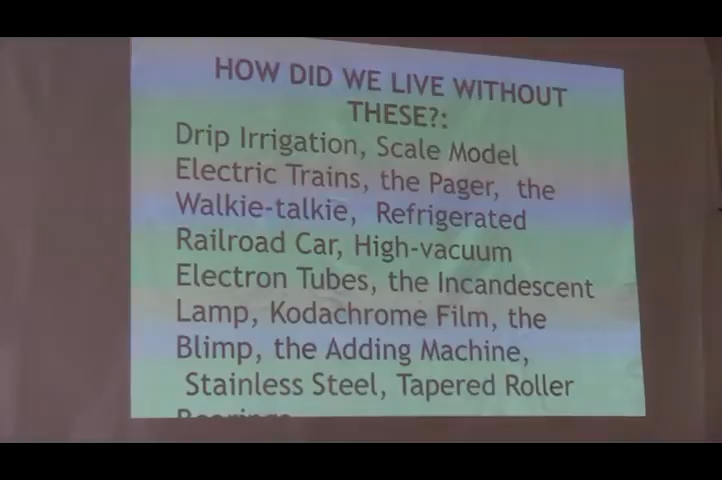 HOW DID WE LIVE WITHOUT
THESE?:
Drip Irrigation, Scale Model
Electric Trains, the Pager, the
Walkie-talkie, Refrigerated
Railroad Car, High-vacuum
Electron Tubes, the Incandescent
Lamp, Kodachrome Film, the
Blimp, the Adding Machine,
Stainless Steel, Tapered Roller
Bearings